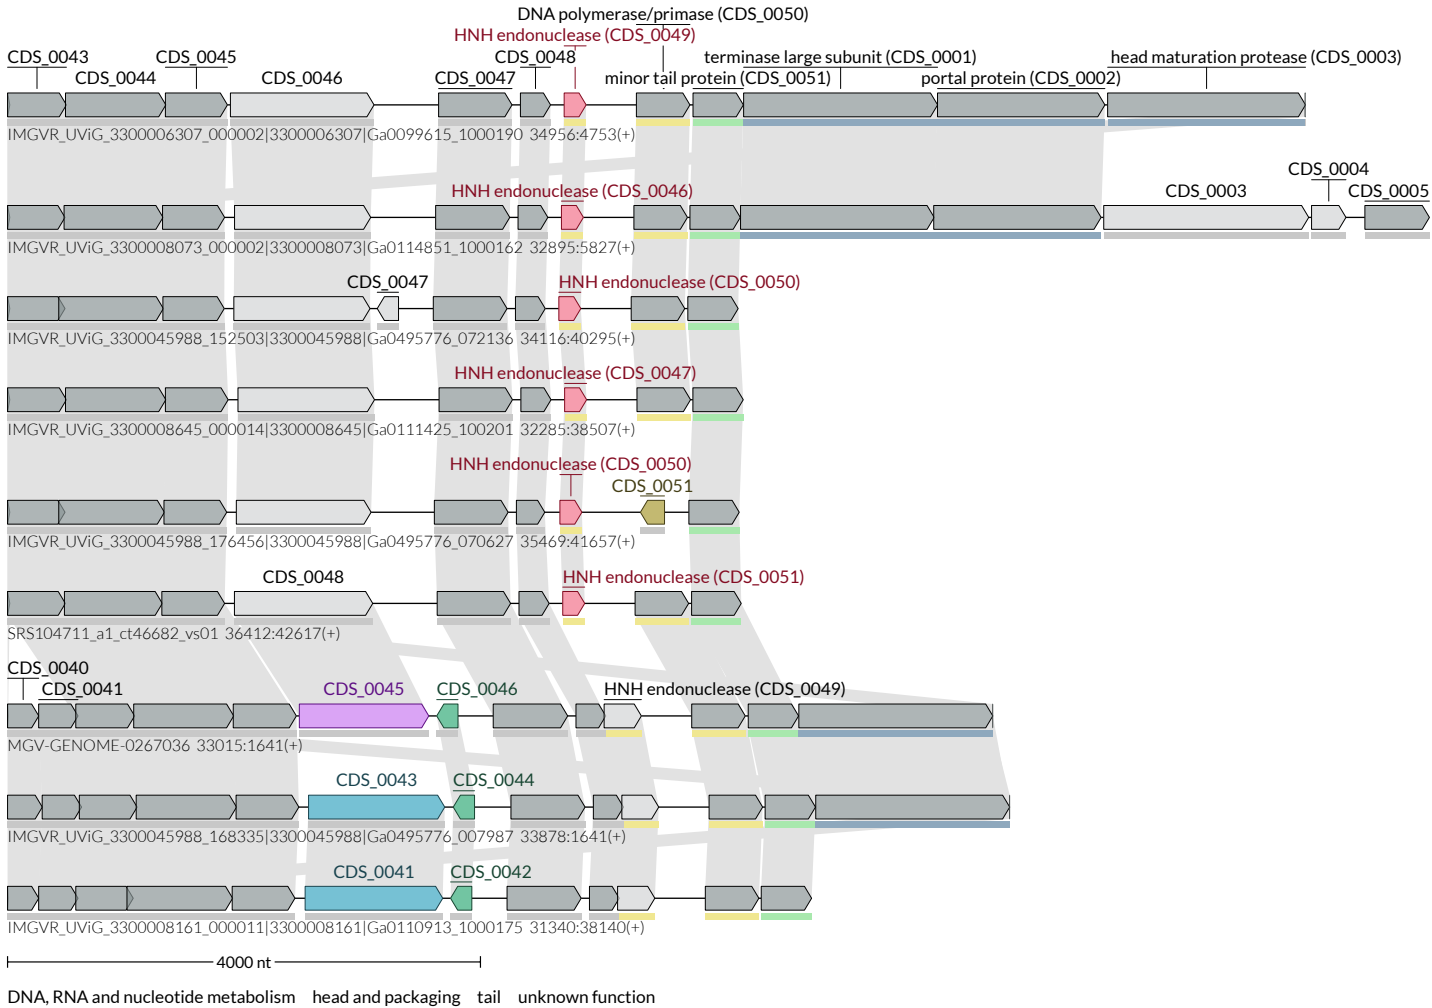 DNA polymerase/primase (CDS_0050)
HNH endonuclease (CDS_0049)
CDS_0043 CDS_0045 CDS_0048 terminase large subunit (CDS_0001) head maturation protease (CDS_0003)
CDS_0044 CDS_0046 CDS_0047 minor tail protein (CDS_0051) portal protein (CDS_0002)
IMGVR_UViG_3300006307_000002|3300006307|Ga0099615_1000190 34956:4753(+)
CDS_0004
HNH endonuclease (CDS_0046) CDS_0003 CDS_0005
IMGVR_UViG_3300008073_000002|3300008073|Ga0114851_1000162 32895:5827(+)
CDS_0047 HNH endonuclease (CDS_0050)
IMGVR_UViG_3300045988_152503|3300045988|Ga0495776_072136 34116:40295(+)
HNH endonuclease (CDS_0047)
IMGVR_UViG_3300008645_000014|3300008645|Ga0111425_100201 32285:38507(+)
HNH endonuclease (CDS_0050)
CDS_0051
IMGVR_UViG_3300045988_176456|3300045988|Ga0495776_070627 35469:41657(+)
CDS_0048 HNH endonuclease (CDS_0051)
SRS104711_a1_ct46682_vs01 36412:42617(+)
CDS_0040
CDS_0041 CDS_0045 CDS_0046 HNH endonuclease (CDS_0049)
MGV-GENOME-0267036 33015:1641(+)
CDS_0043 CDS_0044
IMGVR_UViG_3300045988_168335|3300045988|Ga0495776_007987 33878:1641(+)
CDS_0041 CDS_0042
IMGVR_UViG_3300008161_000011|3300008161|Ga0110913_1000175 31340:38140(+)
4000 nt
DNA, RNA and nucleotide metabolism head and packaging tail unknown function